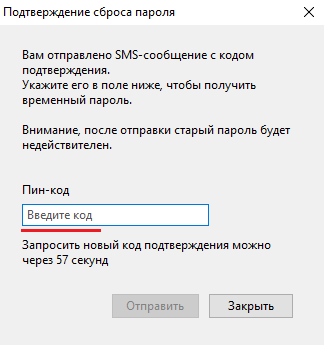 Подтверждение сброса пароля
Вам отправлено SMS-сообщение с кодом
подтверждения.
Укажите его в поле ниже, чтобы получить
временный пароль.
Внимание, после отправки старый пароль будет
недействителен.
Пин-код
Введите код
Запросить новый код подтверждения можно
через 57 секунд
Отправить
Закрыть